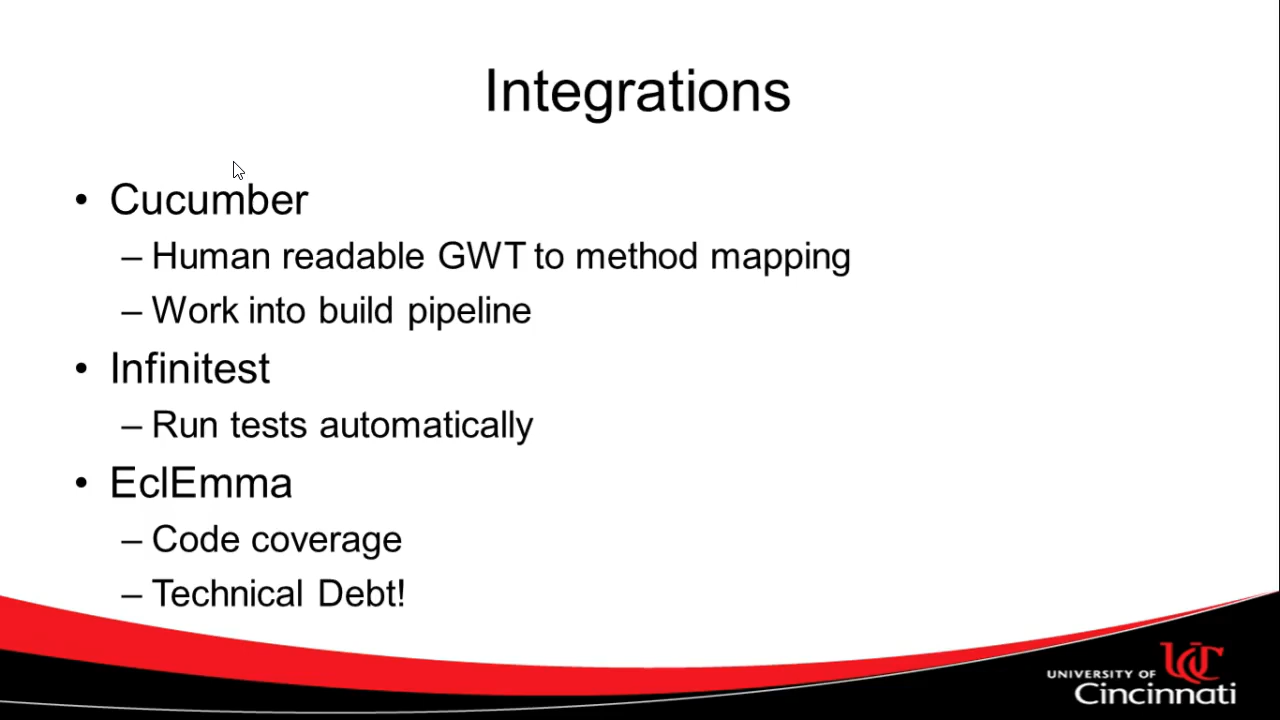 Integrations
• Cucumber
– Human readable GWT to method mapping
– Work into build pipeline
• Infinitest
– Run tests automatically
• EclEmma
– Code coverage
– Technical Debt!
UC
UNIVERSITY OF
Cincinnati